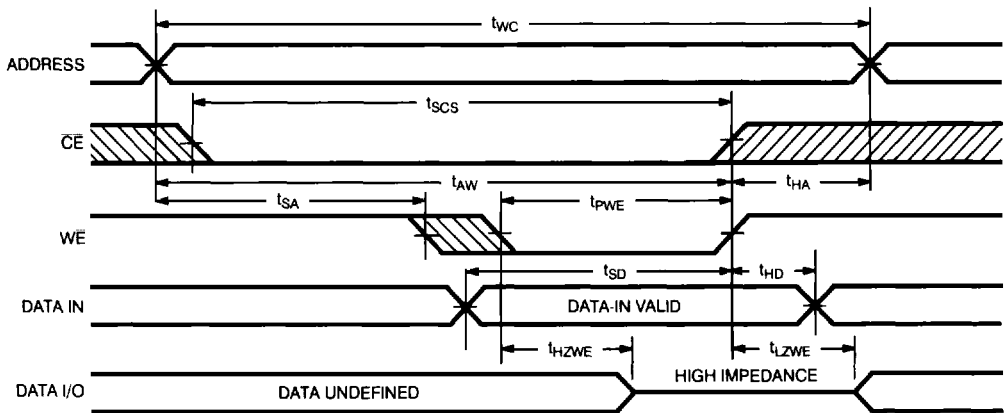 tWC
ADDRESS
tSCS
CE
tAW
tHA
tSA
tPWE
WE
tSD
tHD
DATA IN
DATA-IN VALID
tHZWE
tLZWE
HIGH IMPEDANCE
DATA I/O
DATA UNDEFINED